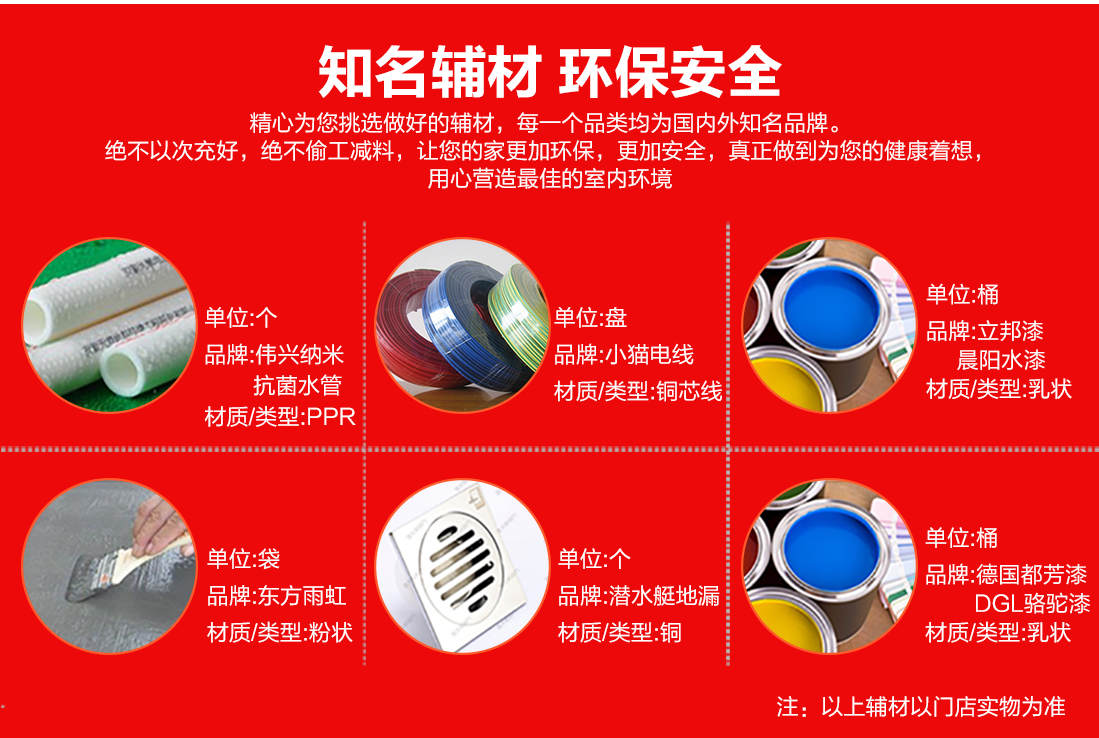 知名辅材 环保安全
精心为您挑选做好的辅材，每一个品类均为国内外知名品牌。
绝不以次充好，绝不偷工减料，让您的家更加环保，更加安全，真正做到为您的健康着想，
用心营造最佳的室内环境
单位:个
品牌:伟兴纳米
抗菌水管
材质/类型:PPR
单位:盘
品牌:小猫电线
材质/类型:铜芯线
单位:桶
品牌:立邦漆
晨阳水漆
材质/类型:乳状
单位:袋
品牌:东方雨虹
材质/类型:粉状
单位:个
品牌:潜水艇地漏
材质/类型:铜
单位:桶
品牌:德国都芳漆
DGL骆驼漆
材质/类型:乳状
注：以上辅材以门店实物为准